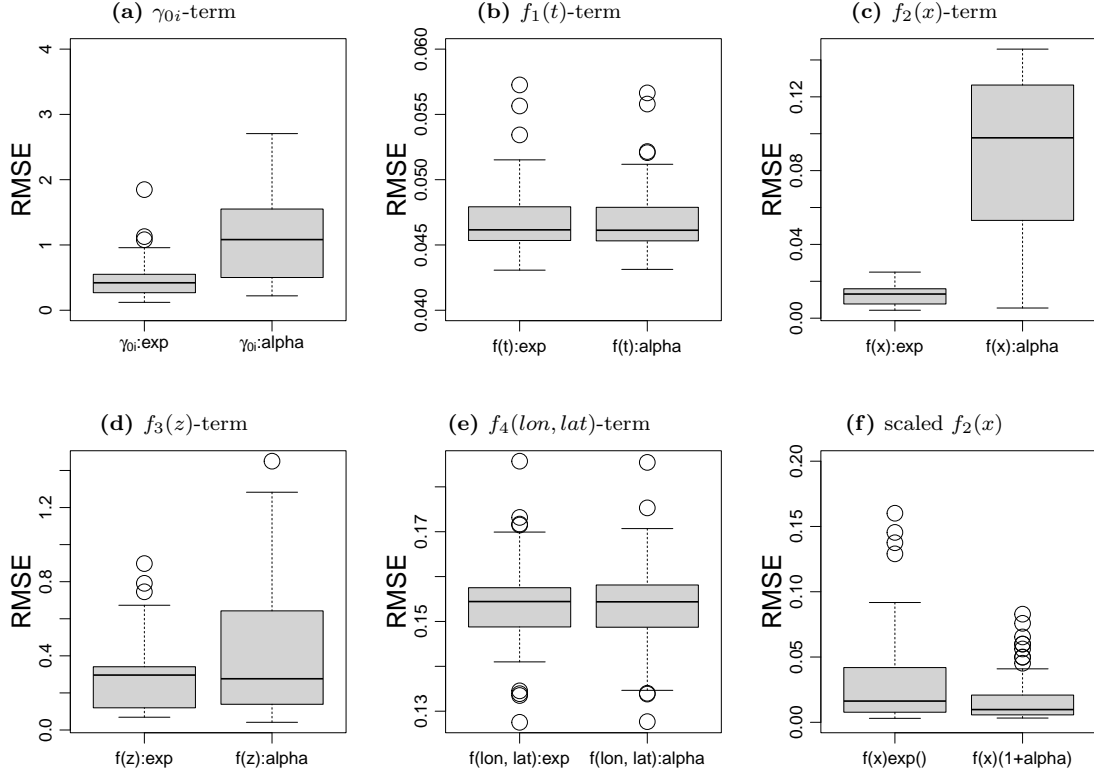 (a) γ0i-term
RMSE
4
3
2
1
0
γ0i:exp
γ0i:alpha
(b) f1(t)-term
RMSE
0.060
0.055
0.050
0.045
0.040
f(t):exp
f(t):alpha
(c) f2(x)-term
RMSE
0.12
0.08
0.04
0.00
f(x):exp
f(x):alpha
(d) f3(z)-term
RMSE
1.2
0.8
0.4
0.0
f(z):exp
f(z):alpha
(e) f4(lon, lat)-term
RMSE
0.17
0.15
0.13
f(lon, lat):exp
f(lon, lat):alpha
(f) scaled f2(x)
RMSE
0.20
0.15
0.10
0.05
0.00
f(x)exp()
f(x)(1+alpha)